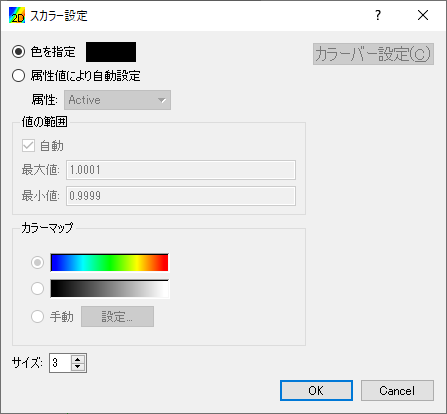 2D スカラー設定
色を指定
カラーバー設定(C)
属性値により自動設定
属性: Active
値の範囲
自動
最大値: 1.0001
最小値: 0.9999
カラーマップ
手動 設定...
サイズ: 3
OK Cancel